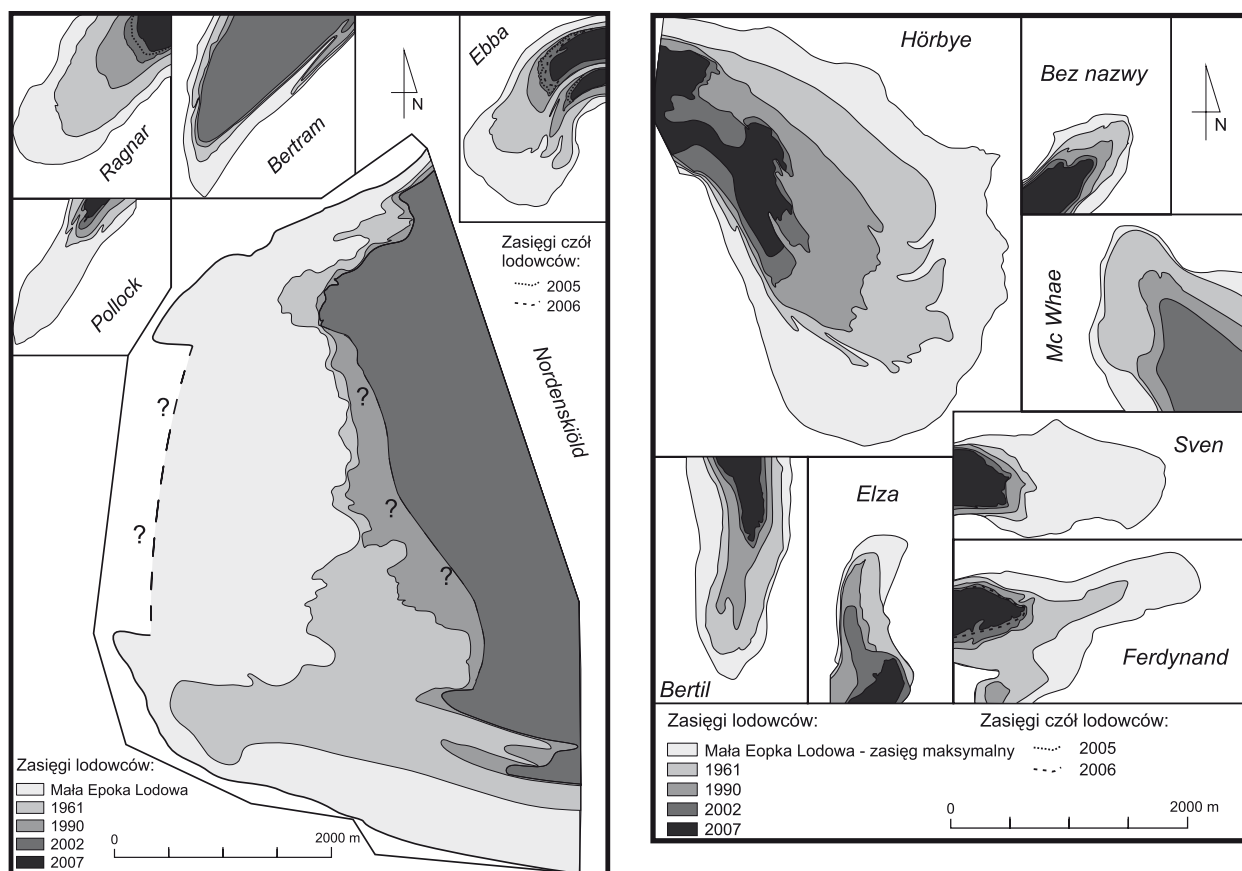 Ragnar
Bertram
Ebba
N
Pollock
Zasięgi czół
lodowców:
2005
2006
Nordenskiöld
?
?
?
?
?
Zasięgi lodowców:
Mała Epoka Lodowa
1961
1990
2002
2007
0
2000 m
Hörbye
Bez nazwy
N
Mc Whae
Sven
Elza
Bertil
Ferdynand
Zasięgi lodowców:
Mała Eopka Lodowa - zasięg maksymalny
1961
1990
2002
2007
Zasięgi czół lodowców:
2005
2006
0
2000 m